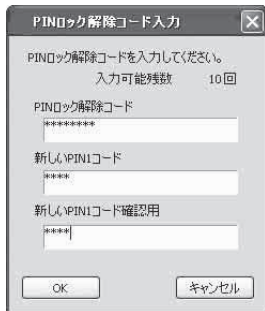 PINロック解除コード入力
PINロック解除コードを入力してください。
入力可能残数 10回
PINロック解除コード
********
新しいPIN1コード
****
新しいPIN1コード確認用
****
OK キャンセル